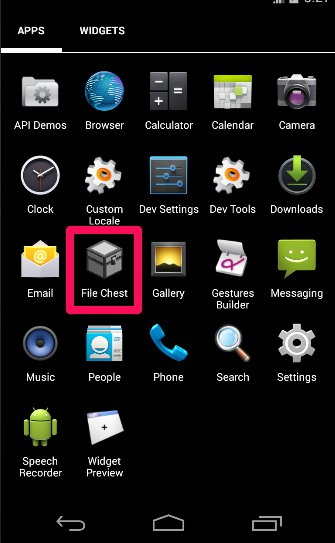 APPS WIDGETS
API Demos Browser Calculator Calendar Camera
Clock Custom Locale Dev Settings Dev Tools Downloads
Email File Chest Gallery Gestures Builder Messaging
Music People Phone Search Settings
Speech Recorder Widget Preview